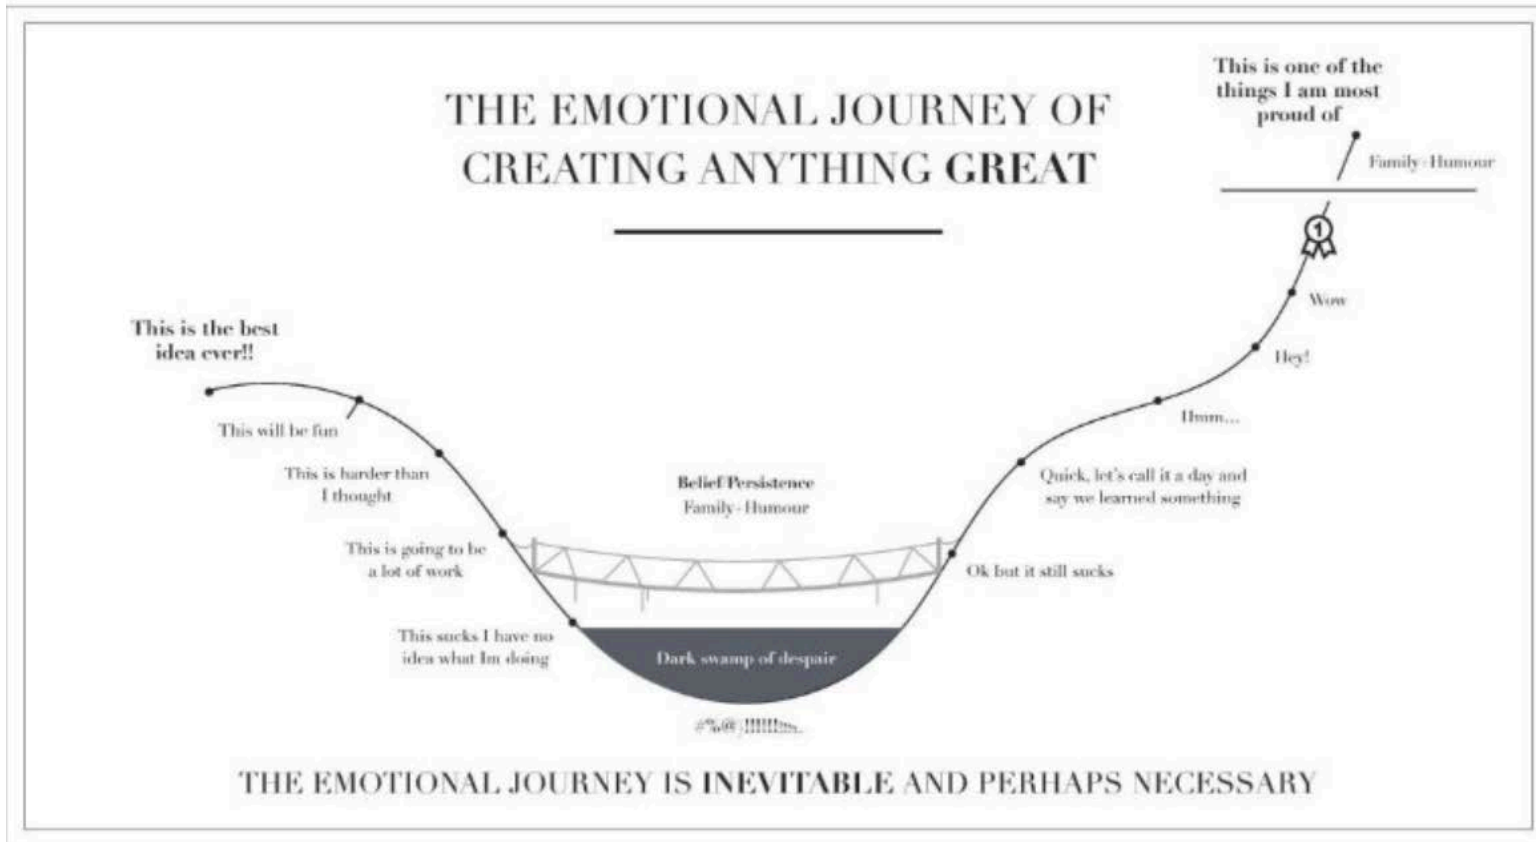 THE EMOTIONAL JOURNEY OF
CREATING ANYTHING GREAT
This is the best
idea ever!!
This will be fun
This is harder than
I thought
This is going to be
a lot of work
This sucks I have no
idea what Im doing
Belief/Persistence
Family-Humour
Dark swamp of despair
Ok but it still sucks
Quick, let's call it a day and
say we learned something
Hmm...
Hey!
Wow
1
Family-Humour
This is one of the
things I am most
proud of
THE EMOTIONAL JOURNEY IS INEVITABLE AND PERHAPS NECESSARY